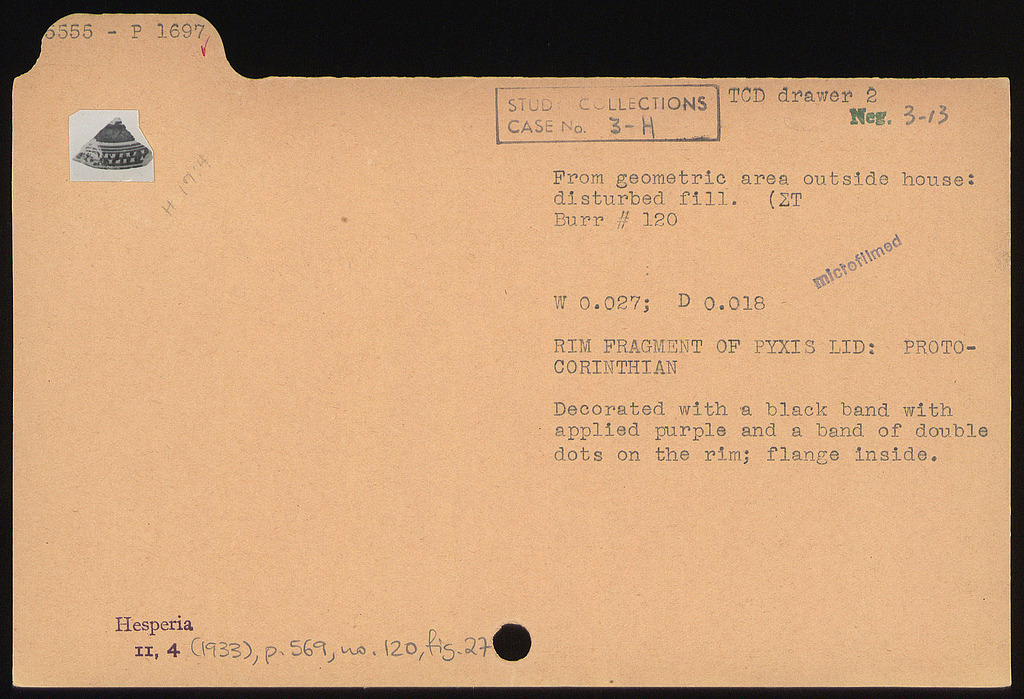 5555 - P 1697
STUD COLLECTIONS
CASE No. 3-H
TCD drawer 2
Neg. 3-13
H 1714
From geometric area outside house:
disturbed fill. (ΣT
Burr # 120
microfilmed
W 0.027; D 0.018
RIM FRAGMENT OF PYXIS LID: PROTO-
CORINTHIAN
Decorated with a black band with
applied purple and a band of double
dots on the rim; flange inside.
Hesperia
II, 4 (1933), p. 569, no. 120, fig. 27